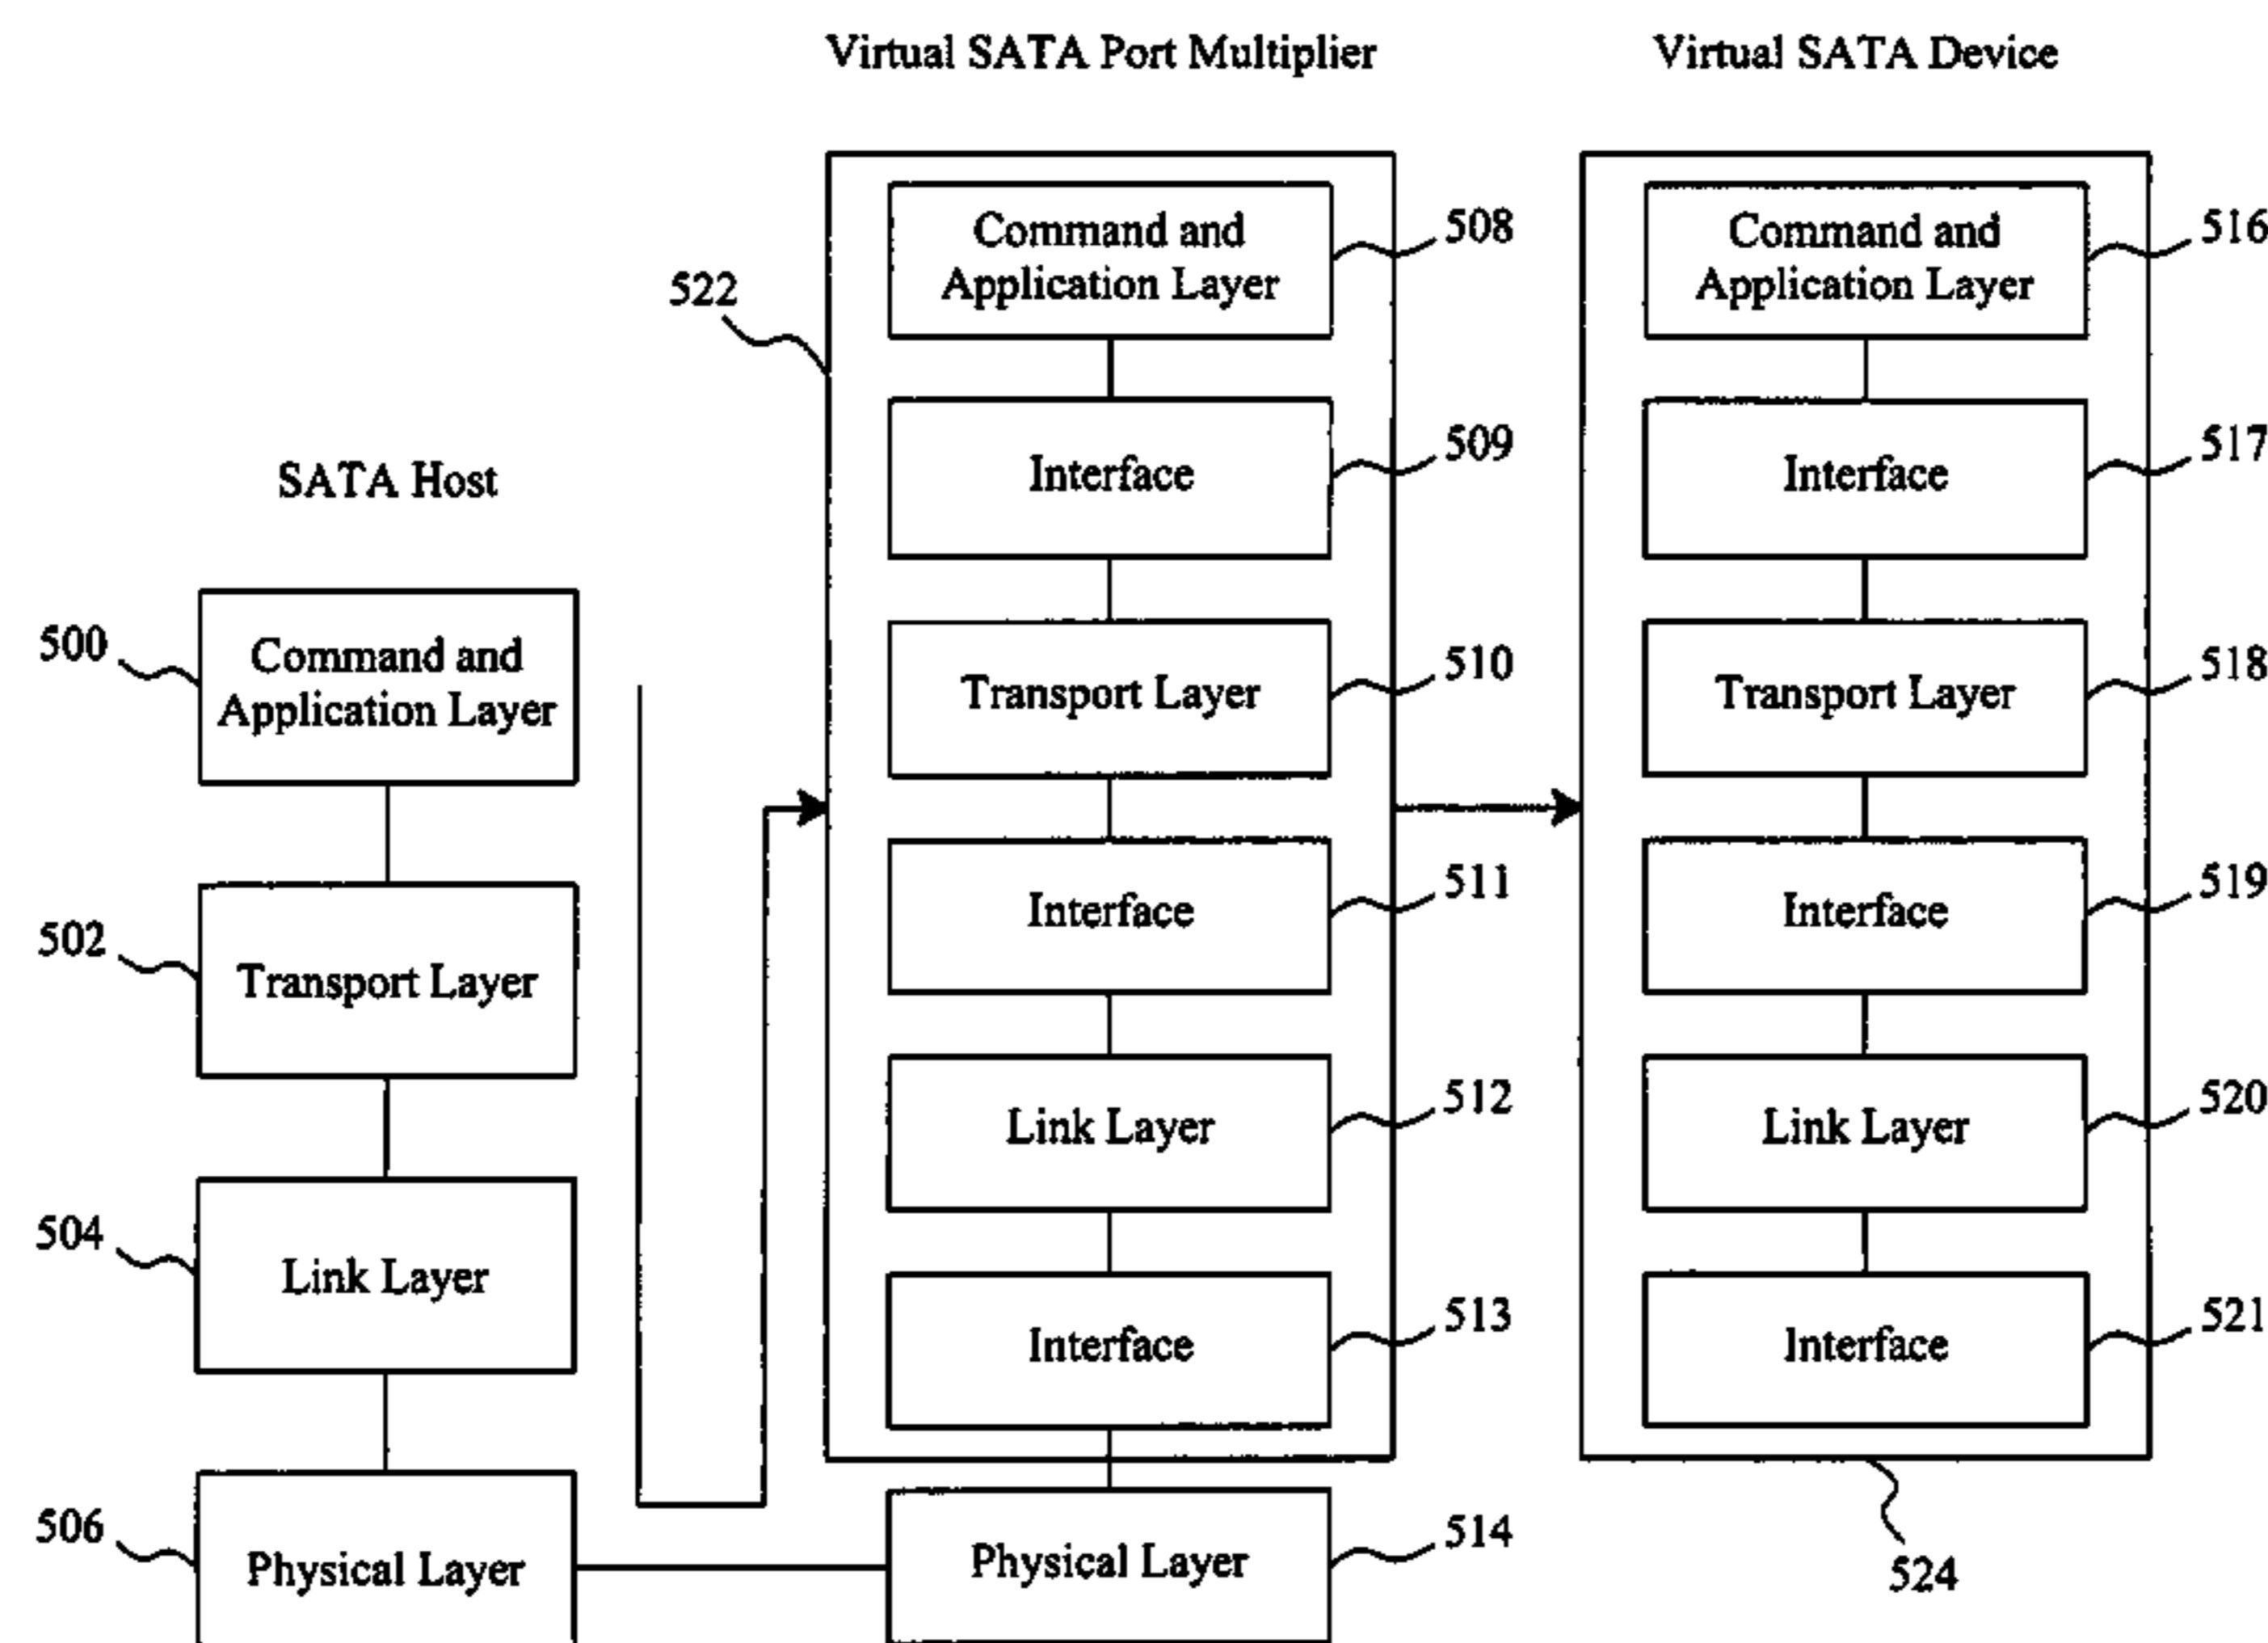 Virtual SATA Port Multiplier
Virtual SATA Device
SATA Host
500
Command and
Application Layer
502
Transport Layer
504
Link Layer
506
Physical Layer
522
Command and
Application Layer
508
Interface
509
Transport Layer
510
Interface
511
Link Layer
512
Interface
513
Physical Layer
514
Command and
Application Layer
516
Interface
517
Transport Layer
518
Interface
519
Link Layer
520
Interface
521
524